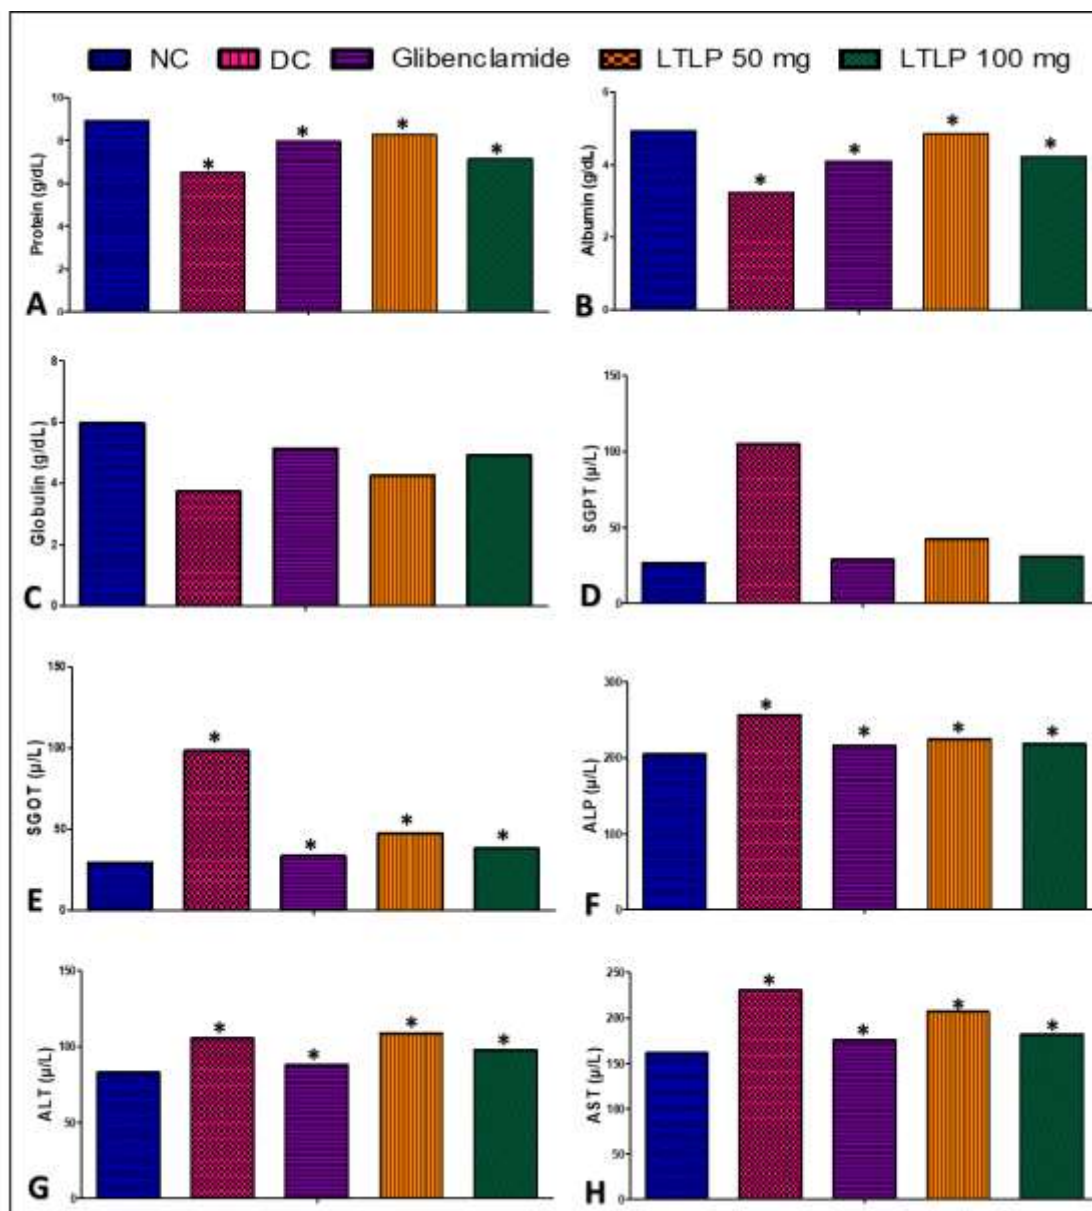 NC DC Glibenclamide LTLP 50 mg LTLP 100 mg
Protein (g/dL)
10
8
6
4
2
0
* * * *
A
Albumin (g/dL)
6
4
2
0
* * * *
B
Globulin (g/dL)
8
6
4
2
0
C
SGPT (µ/L)
150
100
50
0
D
SGOT (µ/L)
150
100
50
0
* * * *
E
ALP (µ/L)
300
200
100
0
* * * *
F
ALT (µ/L)
150
100
50
0
* * * *
G
AST (µ/L)
250
200
150
100
50
0
* * * *
H